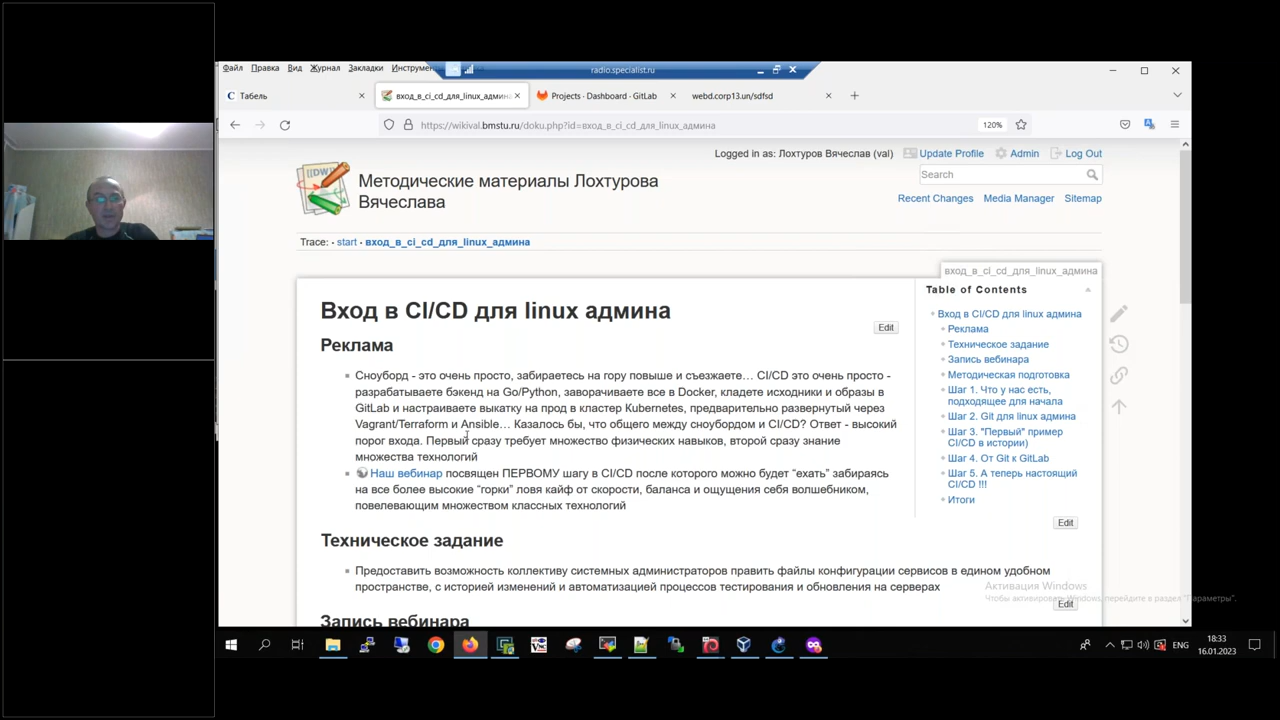 radio.specialist.ru
Файл Правка Вид Журнал Закладки Инструмен
Табель
вход_в_ci_cd_для_linux_админа
Projects · Dashboard · GitLab
webd.corp13.un/sdfsd
https://wikival.bmstu.ru/doku.php?id=вход_в_ci_cd_для_linux_админа
120%
Logged in as: Лохтуров Вячеслав (val) Update Profile Admin Log Out
Методические материалы Лохтурова
Вячеслава
Search
Recent Changes Media Manager Sitemap
Trace: · start · вход_в_ci_cd_для_linux_админа
вход_в_ci_cd_для_linux_админа
Вход в CI/CD для linux админа
Edit
Реклама
Сноуборд - это очень просто, забираетесь на гору повыше и съезжаете… CI/CD это очень просто -
разрабатываете бэкенд на Go/Python, заворачиваете все в Docker, кладете исходники и образы в
GitLab и настраиваете выкатку на прод в кластер Kubernetes, предварительно развернутый через
Vagrant/Terraform и Ansible… Казалось бы, что общего между сноубордом и CI/CD? Ответ - высокий
порог входа. Первый сразу требует множество физических навыков, второй сразу знание
множества технологий
Наш вебинар посвящен ПЕРВОМУ шагу в CI/CD после которого можно будет “ехать” забираясь
на все более высокие “горки” ловя кайф от скорости, баланса и ощущения себя волшебником,
повелевающим множеством классных технологий
Table of Contents
Вход в CI/CD для linux админа
Реклама
Техническое задание
Запись вебинара
Методическая подготовка
Шаг 1. Что у нас есть,
подходящее для начала
Шаг 2. Git для linux админа
Шаг 3. "Первый" пример
CI/CD в истории)
Шаг 4. От Git к GitLab
Шаг 5. А теперь настоящий
CI/CD !!!
Итоги
Edit
Техническое задание
Предоставить возможность коллективу системных администраторов править файлы конфигурации сервисов в едином удобном
пространстве, с историей изменений и автоматизацией процессов тестирования и обновления на серверах
Edit
Запись вебинара
Активация Windows
Чтобы активировать Windows, перейдите в раздел "Параметры".
ENG
18:33
16.01.2023